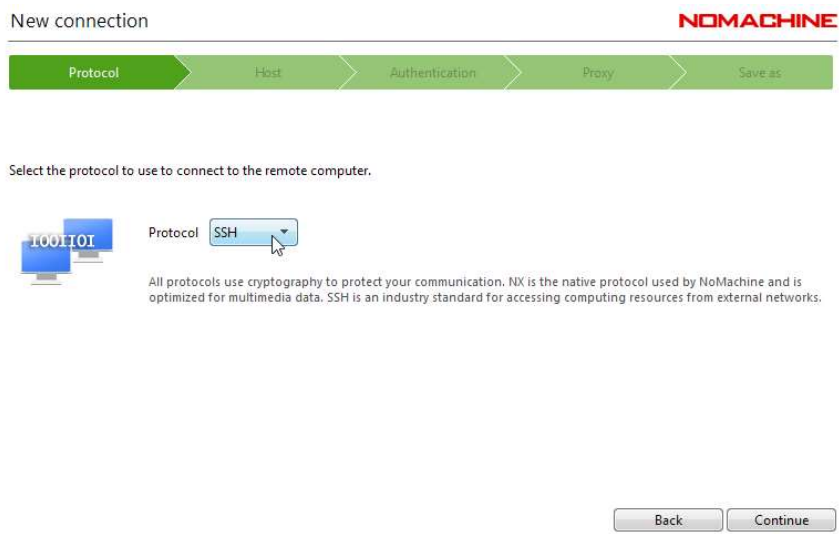 New connection
NOMACHINE
Protocol
Host
Authentication
Proxy
Save as
Select the protocol to use to connect to the remote computer.
I00II0I
Protocol SSH
All protocols use cryptography to protect your communication. NX is the native protocol used by NoMachine and is
optimized for multimedia data. SSH is an industry standard for accessing computing resources from external networks.
Back
Continue